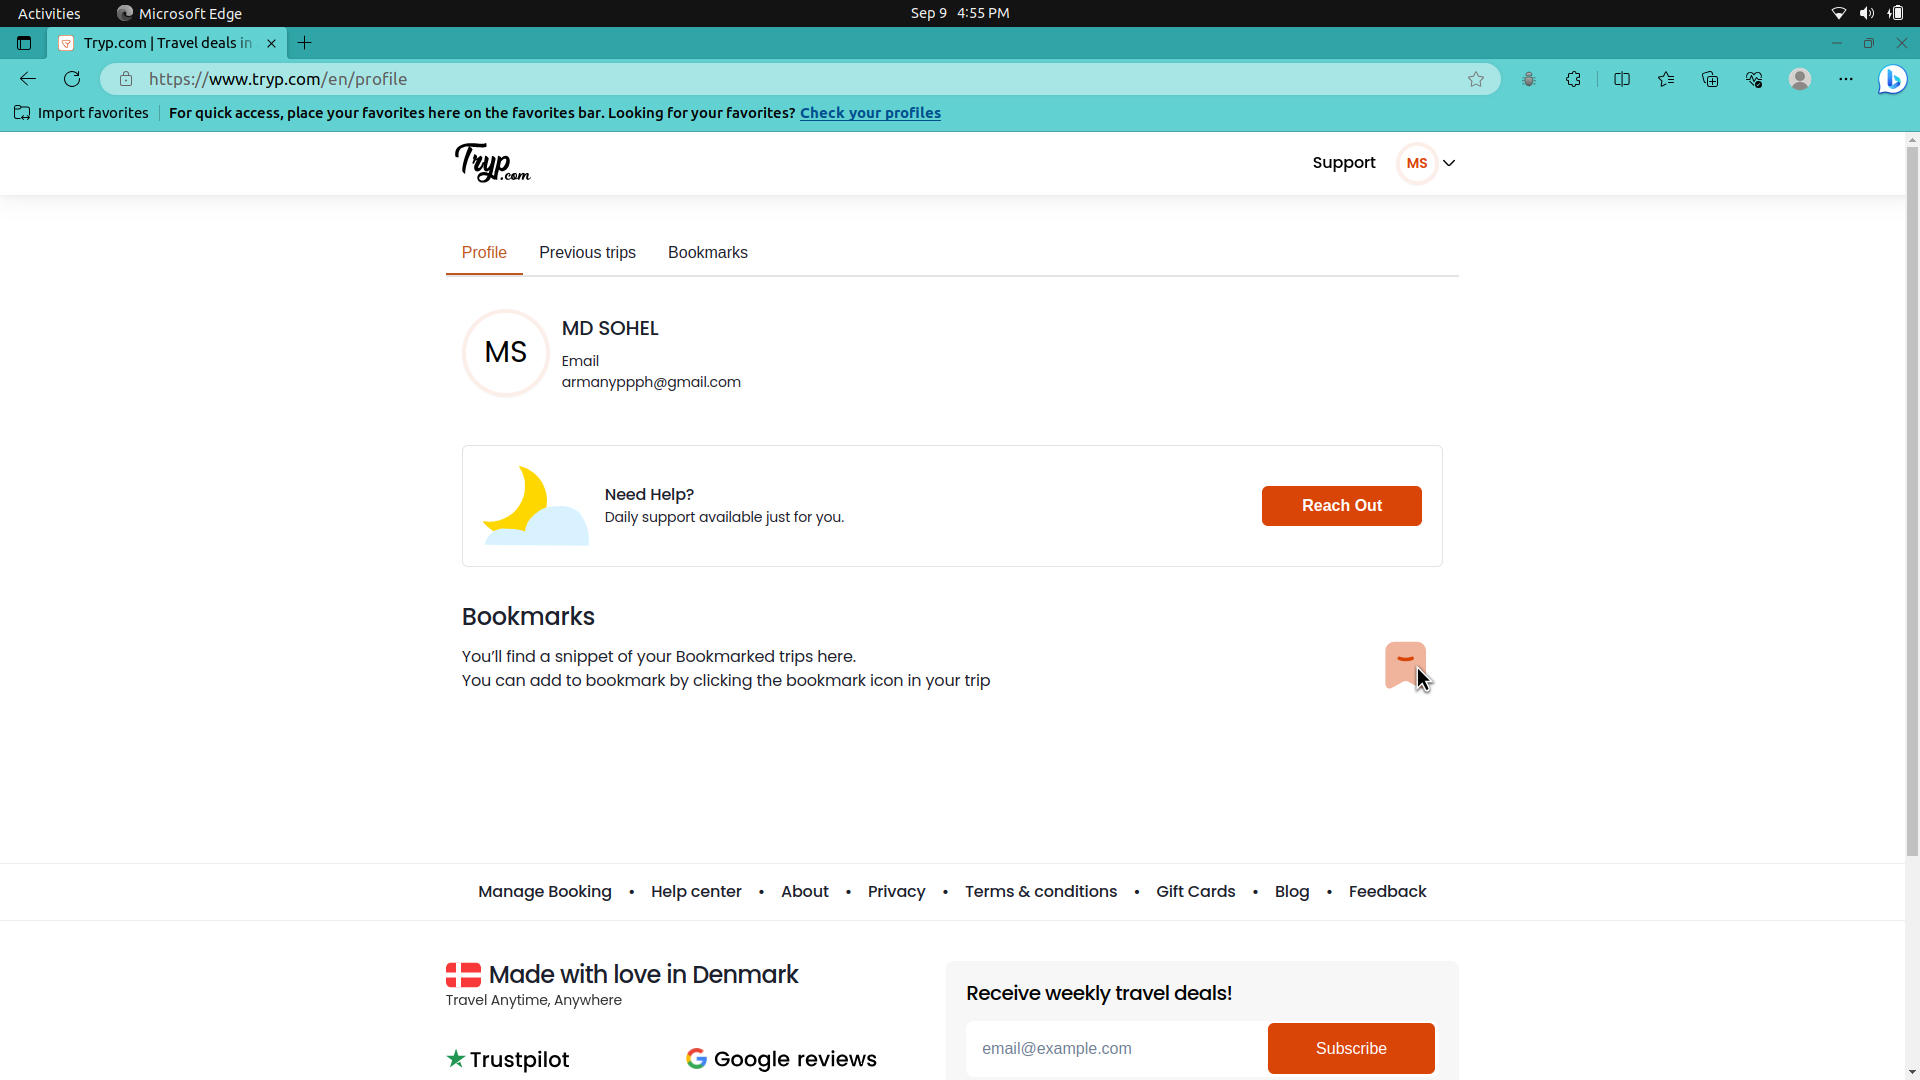 Activities Microsoft Edge Sep 9 4:55 PM
Tryp.com | Travel deals in
https://www.tryp.com/en/profile
Import favorites For quick access, place your favorites here on the favorites bar. Looking for your favorites? Check your profiles
Tryp.com Support MS
Profile Previous trips Bookmarks
MS
MD SOHEL
Email
armanyppph@gmail.com
Need Help?
Daily support available just for you.
Reach Out
Bookmarks
You’ll find a snippet of your Bookmarked trips here.
You can add to bookmark by clicking the bookmark icon in your trip
Manage Booking • Help center • About • Privacy • Terms & conditions • Gift Cards • Blog • Feedback
Made with love in Denmark
Travel Anytime, Anywhere
Trustpilot Google reviews
Receive weekly travel deals!
email@example.com Subscribe